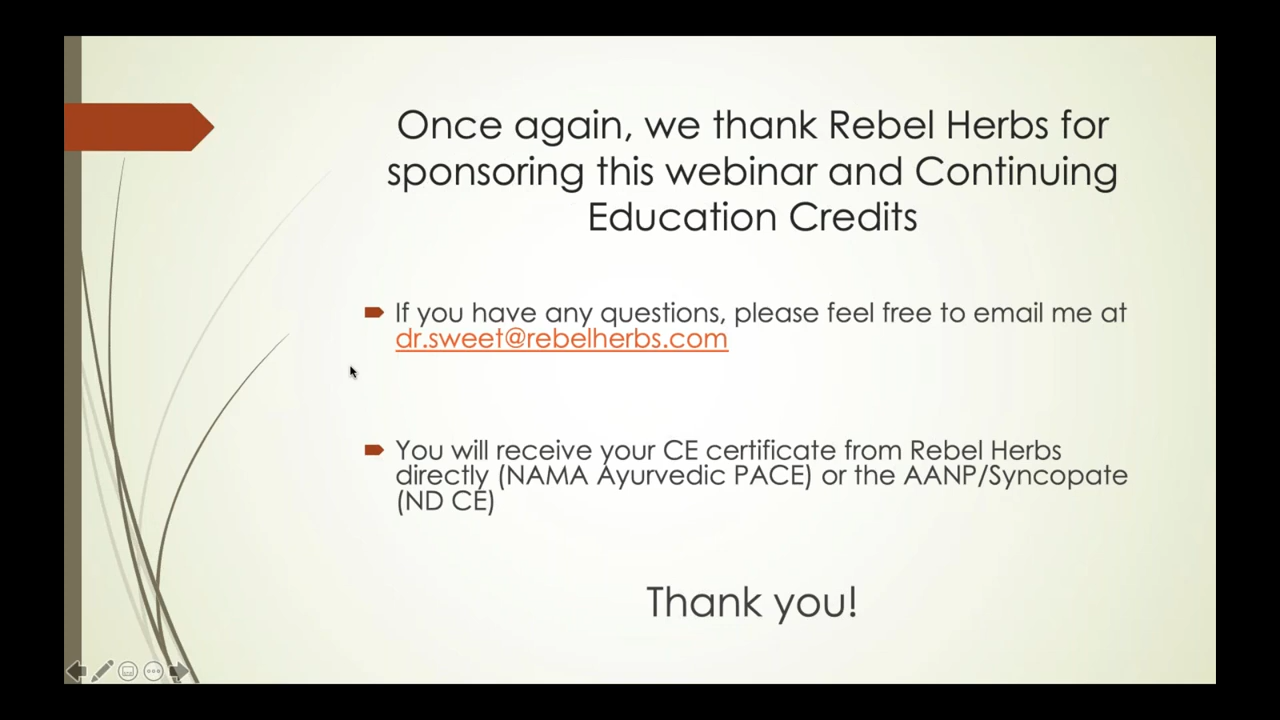 Once again, we thank Rebel Herbs for
sponsoring this webinar and Continuing
Education Credits
If you have any questions, please feel free to email me at
dr.sweet@rebelherbs.com
You will receive your CE certificate from Rebel Herbs
directly (NAMA Ayurvedic PACE) or the AANP/Syncopate
(ND CE)
Thank you!